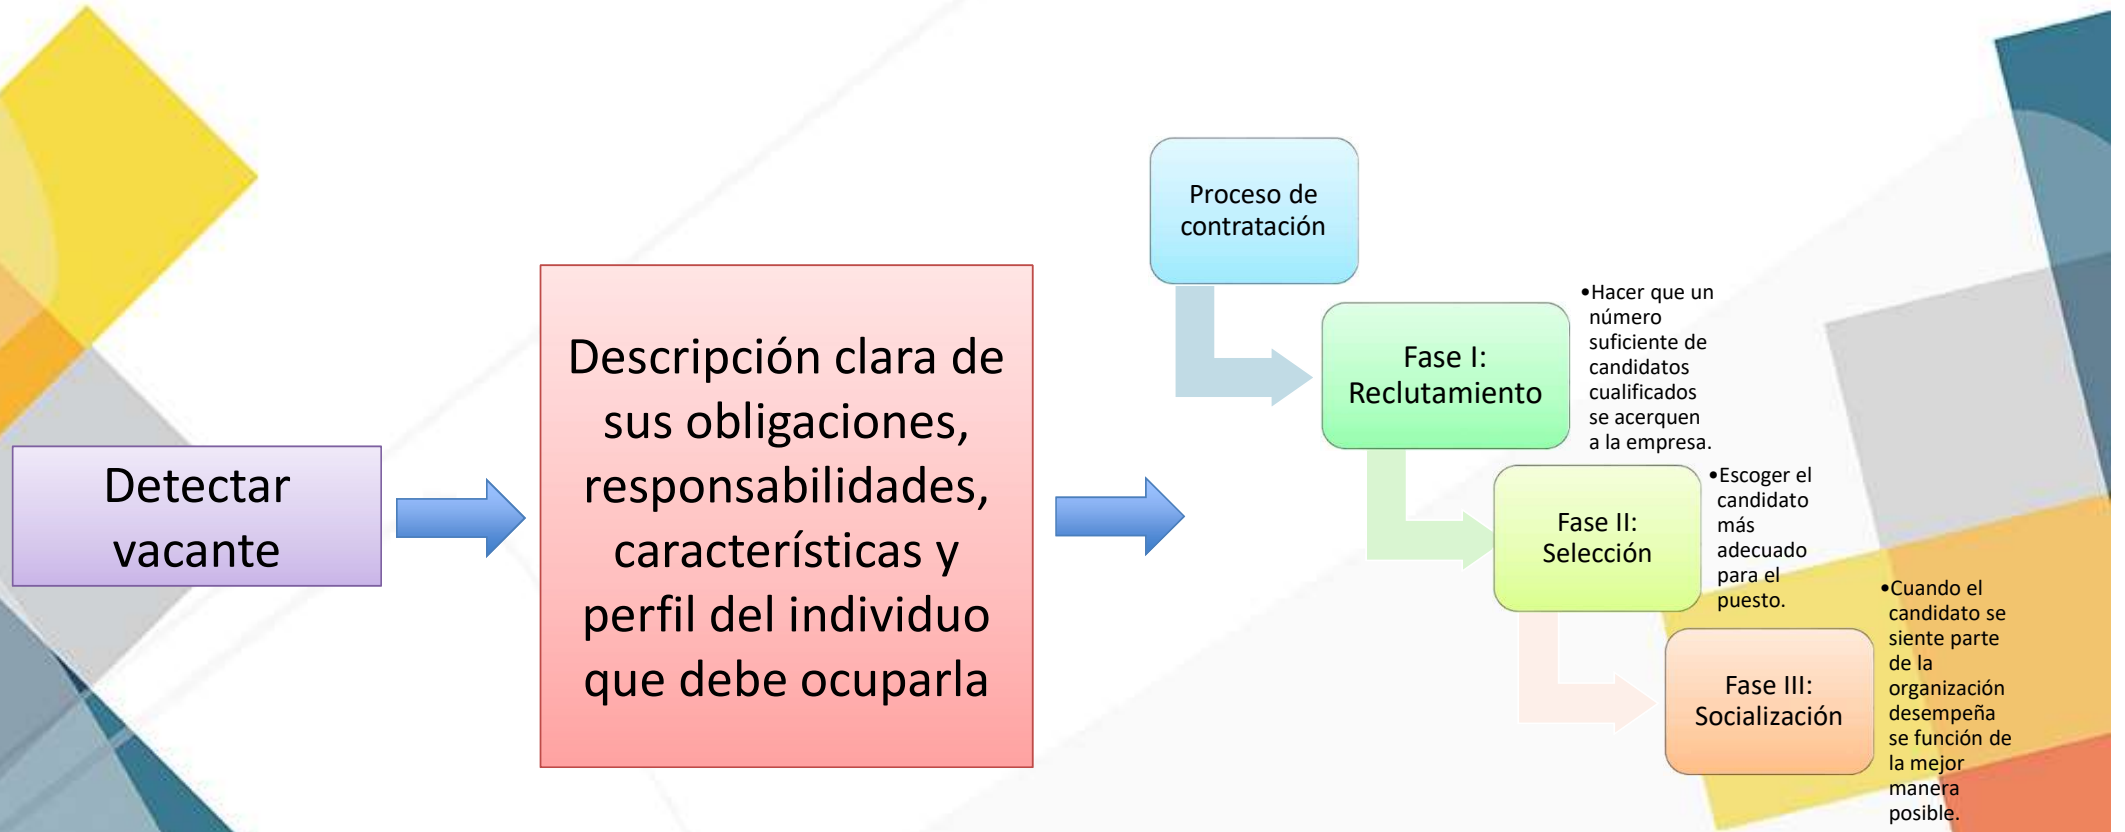 Detectar
vacante
Descripción clara de
sus obligaciones,
responsabilidades,
características y
perfil del individuo
que debe ocuparla
Proceso de
contratación
Fase I:
Reclutamiento
•Hacer que un
número
suficiente de
candidatos
cualificados
se acerquen
a la empresa.
Fase II:
Selección
•Escoger el
candidato
más
adecuado
para el
puesto.
Fase III:
Socialización
•Cuando el
candidato se
siente parte
de la
organización
desempeña
se función de
la mejor
manera
posible.